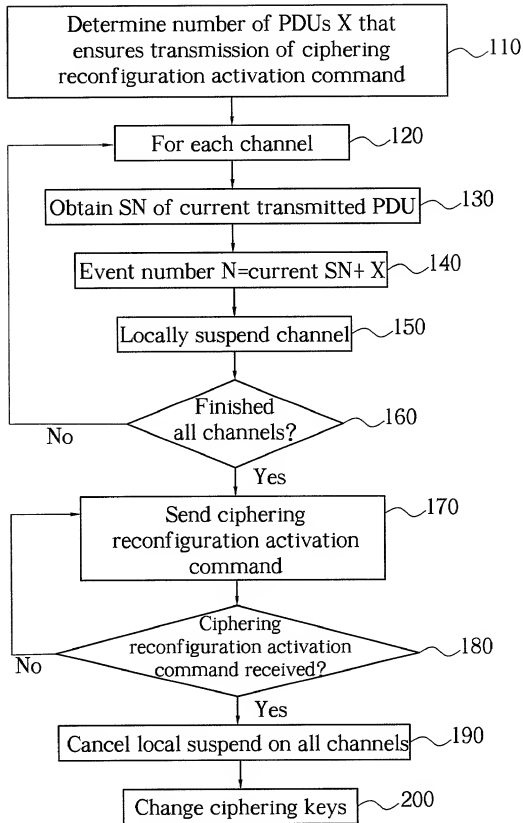 Determine number of PDUs X that
ensures transmission of ciphering
reconfiguration activation command
110
For each channel
120
Obtain SN of current transmitted PDU
130
Event number N=current SN+ X
140
Locally suspend channel
150
Finished
all channels?
160
No
Yes
Send ciphering
reconfiguration activation
command
170
Ciphering
reconfiguration activation
command received?
180
No
Yes
Cancel local suspend on all channels
190
Change ciphering keys
200